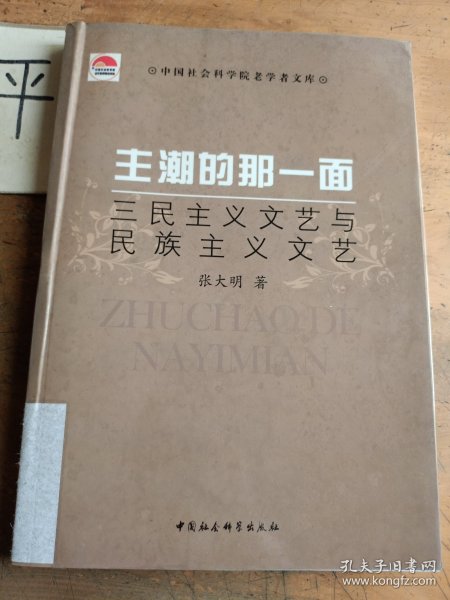 平
⊙中国社会科学院老学者文库⊙
主潮的那一面
三民主义文艺与
民族主义文艺
张大明 著
ZHUCHAO DE
NAYIMIAN
中国社会科学出版社
孔夫子旧书网
www.kongfz.com